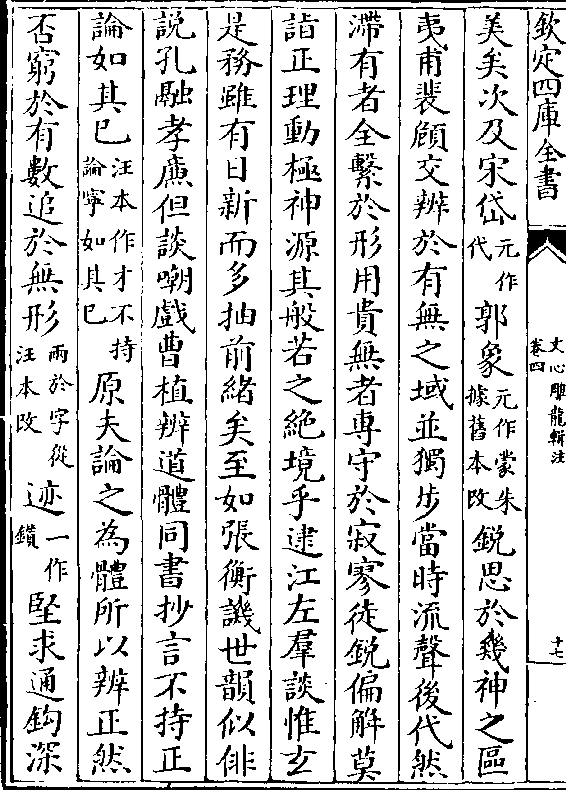 欽定四庫全書
文心雕龍輯注
卷四
十七
美矣次及宋岱元作代郭象元作蒙朱據舊本改銳思於幾神之區
夷甫裴頠交辨於有無之域並獨步當時流聲後代然
滯有者全繫於形用貴無者專守於寂寥徒銳偏解莫
詣正理動極神源其般若之絕境乎逮江左羣談惟玄
是務雖有日新而多抽前緒矣至如張衡譏世韻似俳
說孔融孝廉但談嘲戲曹植辨道體同書抄言不持正
論如其已汪本作才不持論寧如其已原夫論之為體所以辨正然
否窮於有數追於無形兩於字從汪本改迹一作鑽堅求通鈎深